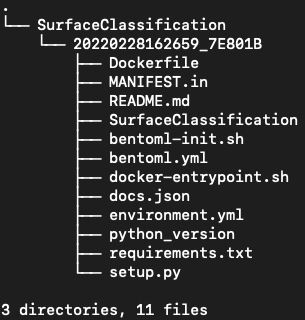 .
└── SurfaceClassification
    └── 20220228162659_7E801B
        ├── Dockerfile
        ├── MANIFEST.in
        ├── README.md
        ├── SurfaceClassification
        ├── bentoml-init.sh
        ├── bentoml.yml
        ├── docker-entrypoint.sh
        ├── docs.json
        ├── environment.yml
        ├── python_version
        ├── requirements.txt
        └── setup.py

3 directories, 11 files